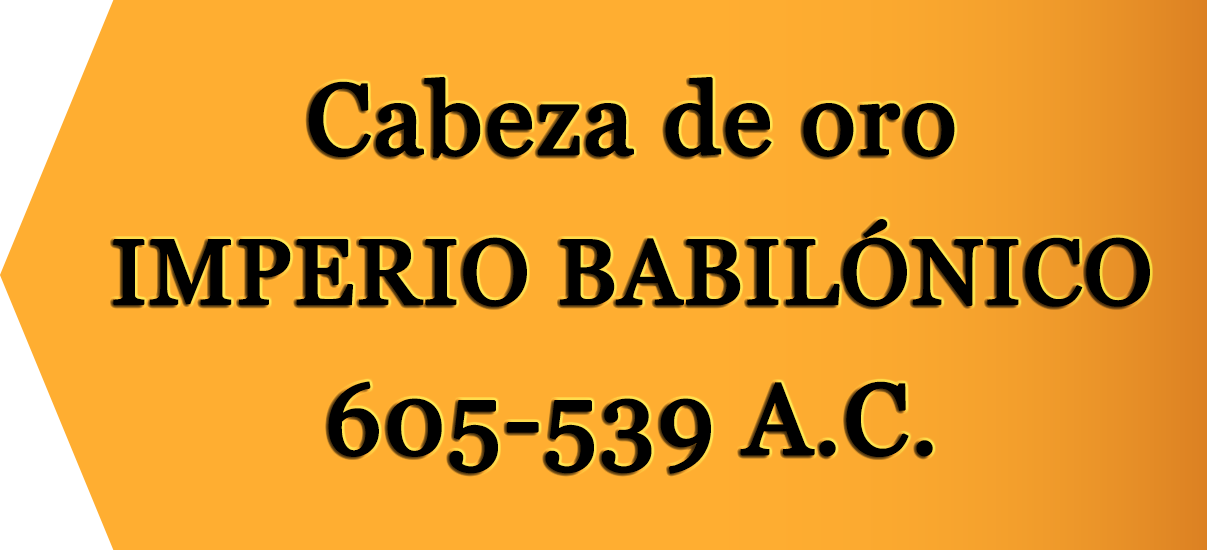 Cabeza de oro
IMPERIO BABILÓNICO
605-539 A.C.